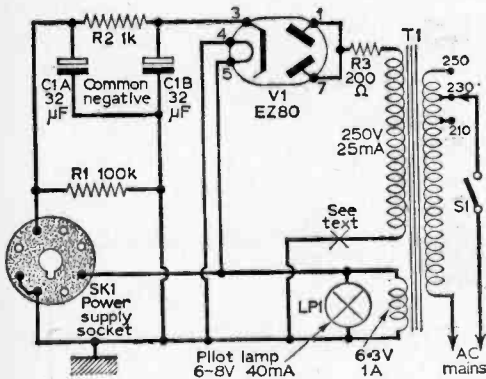 R2 1k
C1A
32
µF
Common
negative
C1B
32
µF
R1 100k
SK1
Power
supply
socket
3
4
5
1
7
V1
EZ80
R3
200
Ω
T1
250V
25mA
250
230
210
S1
See
text
LP1
Pilot lamp
6~8V 40mA
6·3V
1A
AC
mains